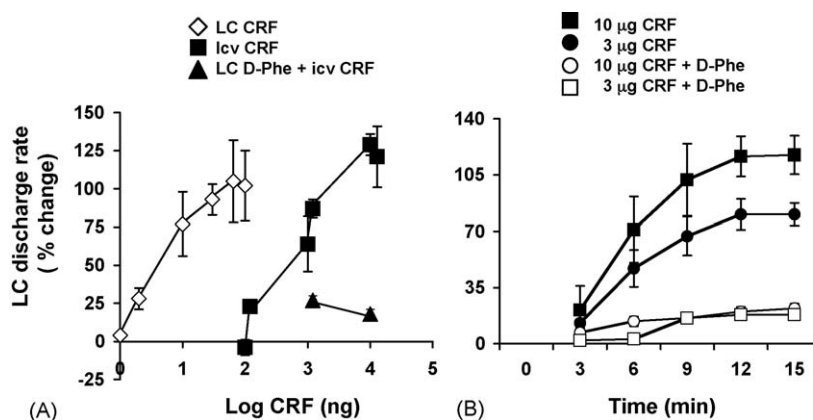 LC CRF
Icv CRF
LC D-Phe + icv CRF
LC discharge rate
( % change)
150
125
100
75
50
25
0
-25
0 1 2 3 4 5
(A) Log CRF (ng)
10 µg CRF
3 µg CRF
10 µg CRF + D-Phe
3 µg CRF + D-Phe
140
105
70
35
0
0 3 6 9 12 15
(B) Time (min)